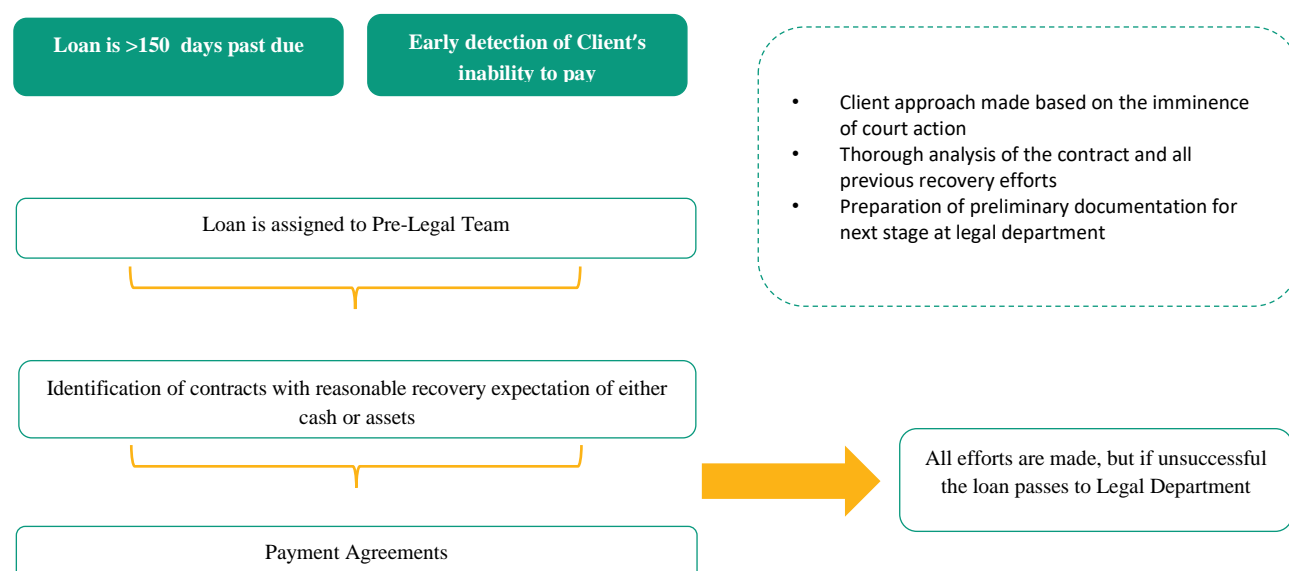 Loan is >150 days past due
Early detection of Client's
inability to pay
• Client approach made based on the imminence
of court action
• Thorough analysis of the contract and all
previous recovery efforts
• Preparation of preliminary documentation for
next stage at legal department
Loan is assigned to Pre-Legal Team
Identification of contracts with reasonable recovery expectation of either
cash or assets
All efforts are made, but if unsuccessful
the loan passes to Legal Department
Payment Agreements